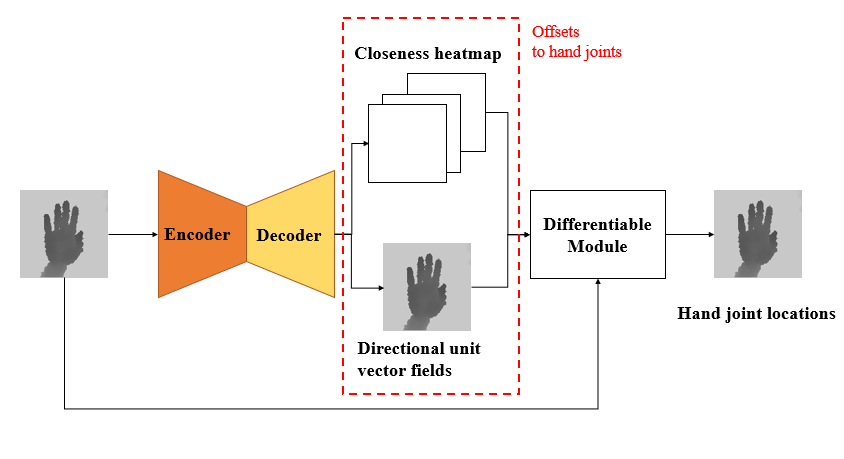 Offsets
to hand joints
Closeness heatmap
Encoder
Decoder
Differentiable
Module
Hand joint locations
Directional unit
vector fields